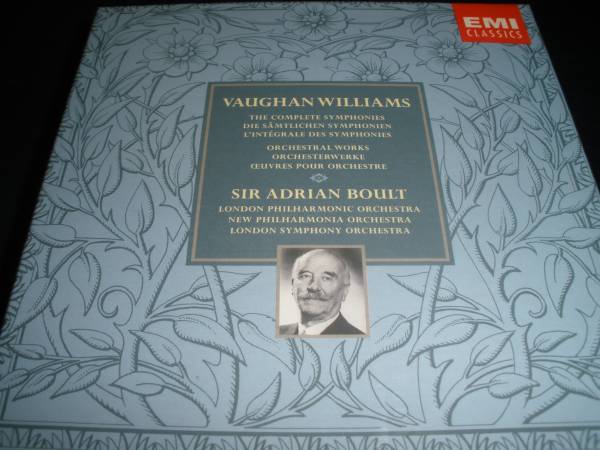 EMI
CLASSICS
VAUGHAN WILLIAMS
THE COMPLETE SYMPHONIES
DIE SÄMTLICHEN SYMPHONIEN
L'INTÉGRALE DES SYMPHONIES
ORCHESTRAL WORKS
ORCHESTERWERKE
ŒUVRES POUR ORCHESTRE
SIR ADRIAN BOULT
LONDON PHILHARMONIC ORCHESTRA
NEW PHILHARMONIA ORCHESTRA
LONDON SYMPHONY ORCHESTRA